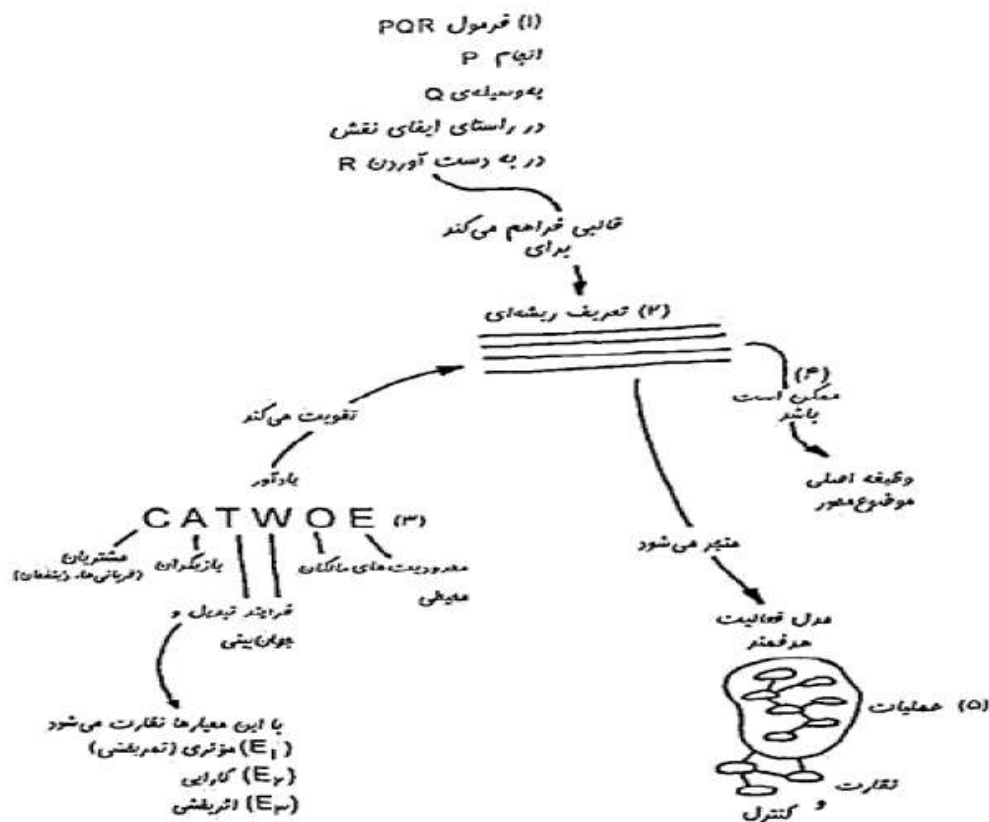 (۱) فرمول PQR
انجام P
به‌وسیله‌ی Q
در راستای ایفای نقش
در به دست آوردن R
قالبی فراهم می‌کند
برای
(۲) تعریف ریشه‌ای
(۴)
ممکن است
باشد
وظیفه اصلی
موضوع‌محور
تقویت می‌کند
یادآور
CATWOE (۳)
مشتریان
(قربانی‌ها، ذینفعان)
بازیگران
مالکان
محدودیت‌های
محیطی
فرایند تبدیل و
جهان‌بینی
با این معیارها نظارت می‌شود
(E۱) مؤثری (ثمربخشی)
(E۲) کارایی
(E۳) اثربخشی
منجر می‌شود
مدل فعالیت
هدفمند
(۵) عملیات
نظارت
و
کنترل